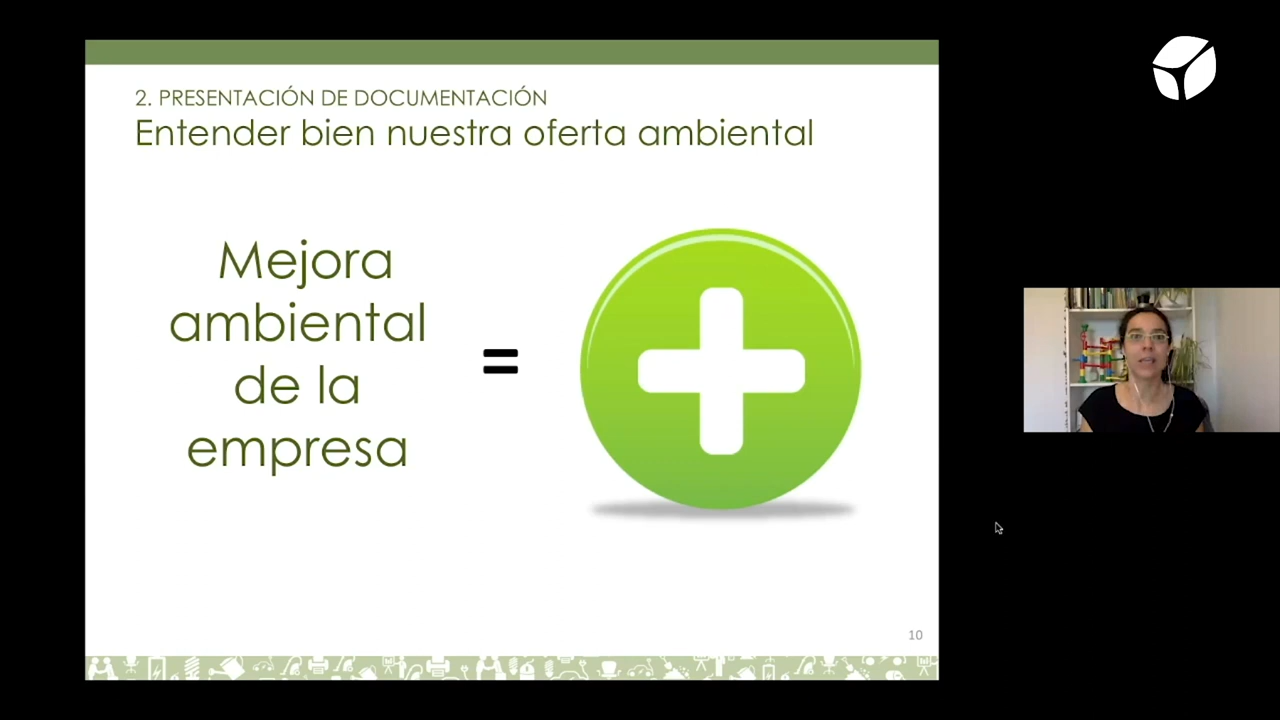 2. PRESENTACIÓN DE DOCUMENTACIÓN
Entender bien nuestra oferta ambiental
Mejora
ambiental
de la
empresa
=
10